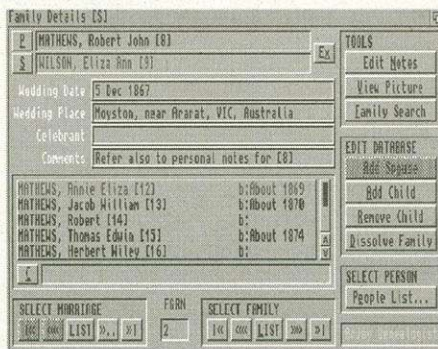 Family Details [S]
P MATHEWS, Robert John [8]
S WILSON, Eliza Ann [9]
Ex
Wedding Date 5 Dec 1867
Wedding Place Moyston, near Ararat, VIC, Australia
Celebrant
Comments Refer also to personal notes for [8]
MATHEWS, Annie Eliza [12] b:About 1869
MATHEWS, Jacob William [13] b:About 1870
MATHEWS, Robert [14] b:
MATHEWS, Thomas Edwin [15] b:About 1874
MATHEWS, Herbert Wiley [16] b:
C
SELECT MARRIAGE
|« «« LIST ».. »|
FGRN
2
SELECT FAMILY
|« «« LIST »» »|
TOOLS
Edit Notes
View Picture
Family Search
EDIT DATABASE
Add Spouse
Add Child
Remove Child
Dissolve Family
SELECT PERSON
People List...
Genealogist